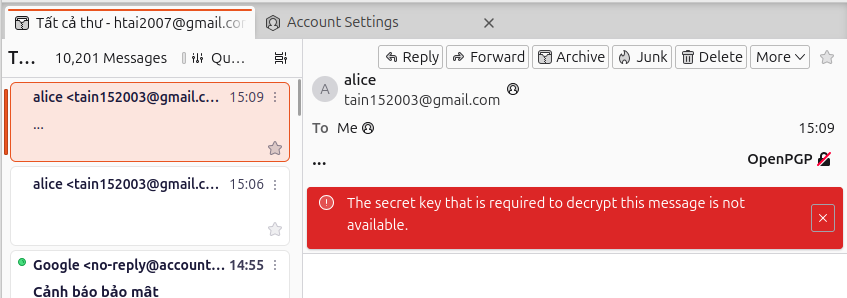 Tất cả thư - htai2007@gmail.co
Account Settings
T... 10,201 Messages Qu...
Reply Forward Archive Junk Delete More
alice <tain152003@gmail.c... 15:09
...
alice <tain152003@gmail.c... 15:06
Google <no-reply@account... 14:55
Cảnh báo bảo mật
A
alice
tain152003@gmail.com
To Me 15:09
... OpenPGP
The secret key that is required to decrypt this message is not
available.